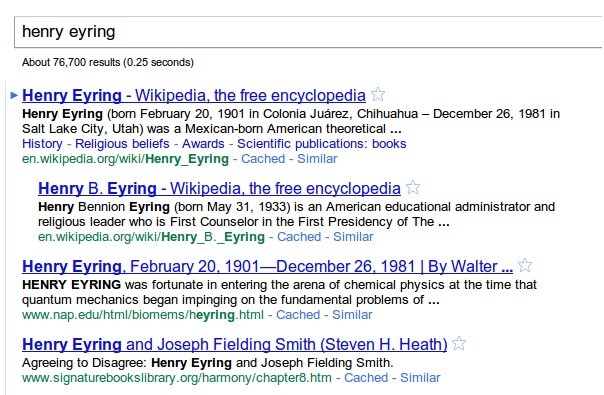 henry eyring
About 76,700 results (0.25 seconds)
Henry Eyring - Wikipedia, the free encyclopedia
Henry Eyring (born February 20, 1901 in Colonia Juárez, Chihuahua – December 26, 1981 in
Salt Lake City, Utah) was a Mexican-born American theoretical ...
History - Religious beliefs - Awards - Scientific publications: books
en.wikipedia.org/wiki/Henry_Eyring - Cached - Similar
Henry B. Eyring - Wikipedia, the free encyclopedia
Henry Bennion Eyring (born May 31, 1933) is an American educational administrator and
religious leader who is First Counselor in the First Presidency of The ...
en.wikipedia.org/wiki/Henry_B._Eyring - Cached - Similar
Henry Eyring, February 20, 1901—December 26, 1981 | By Walter ...
HENRY EYRING was fortunate in entering the arena of chemical physics at the time that
quantum mechanics began impinging on the fundamental problems of ...
www.nap.edu/html/biomems/heyring.html - Cached - Similar
Henry Eyring and Joseph Fielding Smith (Steven H. Heath)
Agreeing to Disagree: Henry Eyring and Joseph Fielding Smith.
www.signaturebookslibrary.org/harmony/chapter8.htm - Cached - Similar